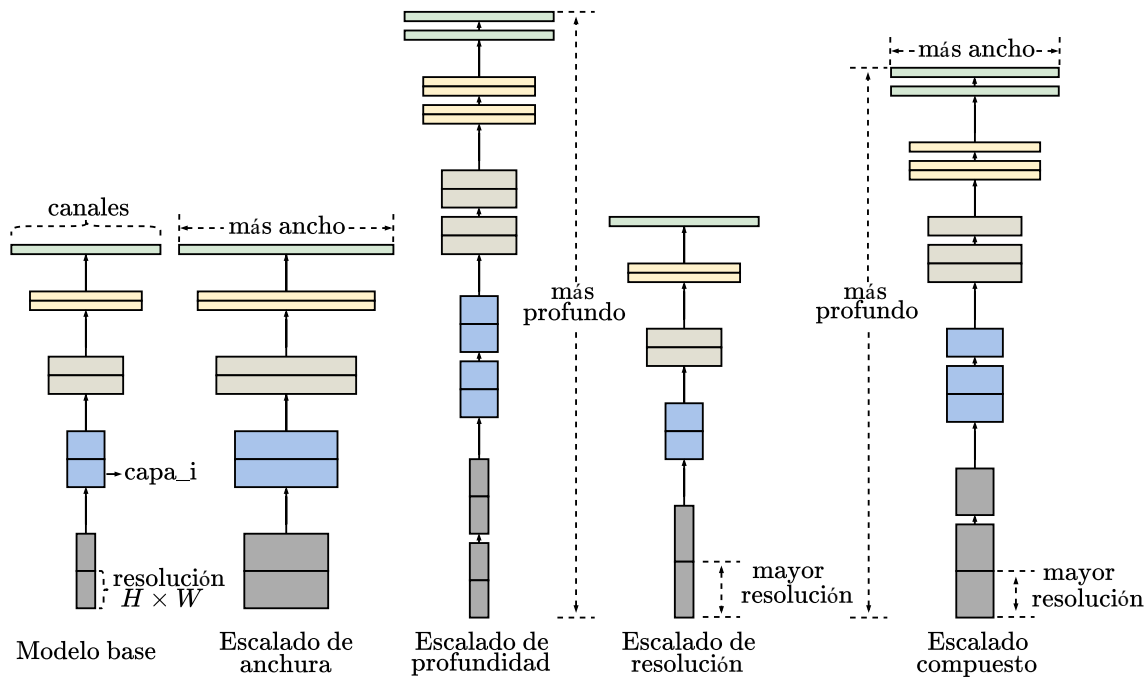 canales
capa_i
resolución
H × W
Modelo base
más ancho
Escalado de
anchura
más
profundo
Escalado de
profundidad
mayor
resolución
Escalado de
resolución
más ancho
más
profundo
mayor
resolución
Escalado
compuesto